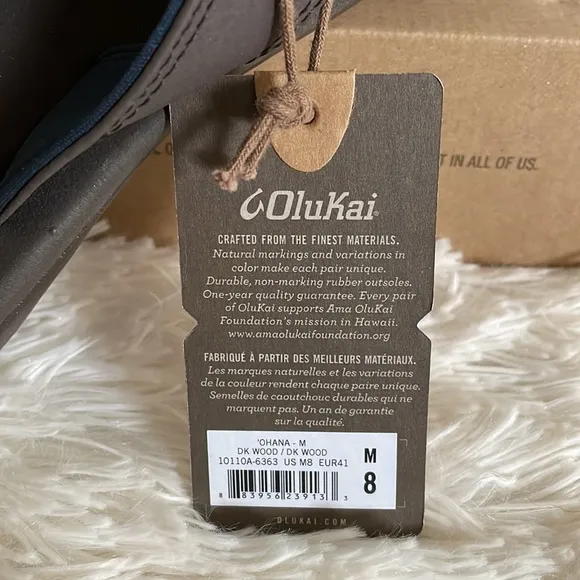 T IN ALL OF US.
OluKai
CRAFTED FROM THE FINEST MATERIALS.
Natural markings and variations in
color make each pair unique.
Durable, non-marking rubber outsoles.
One-year quality guarantee. Every pair
of OluKai supports Ama OluKai
Foundation's mission in Hawaii.
www.amaolukaifoundation.org
FABRIQUÉ À PARTIR DES MEILLEURS MATÉRIAUX.
Les marques naturelles et les variations
de la couleur rendent chaque paire unique.
Semelles de caoutchouc durables qui ne
marquent pas. Un an de garantie
sur la qualité.
'OHANA - M
DK WOOD / DK WOOD
10110A-6363 US M8 EUR41
M
8
8 83956 23913 3
OLUKAI.COM